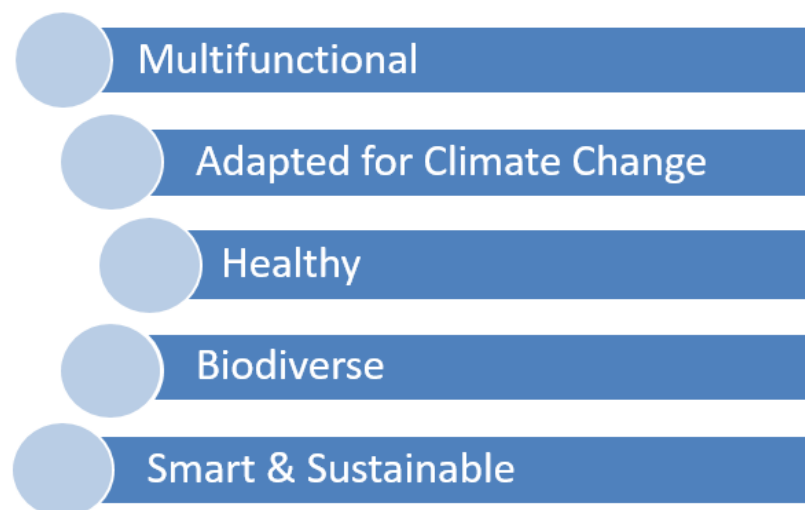 Multifunctional
Adapted for Climate Change
Healthy
Biodiverse
Smart & Sustainable